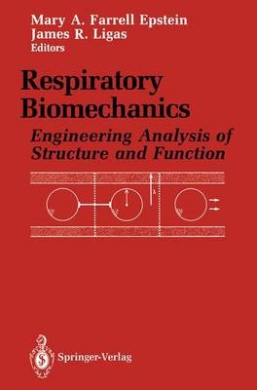 Mary A. Farrell Epstein
James R. Ligas
Editors
Respiratory
Biomechanics
Engineering Analysis of
Structure and Function
Springer-Verlag